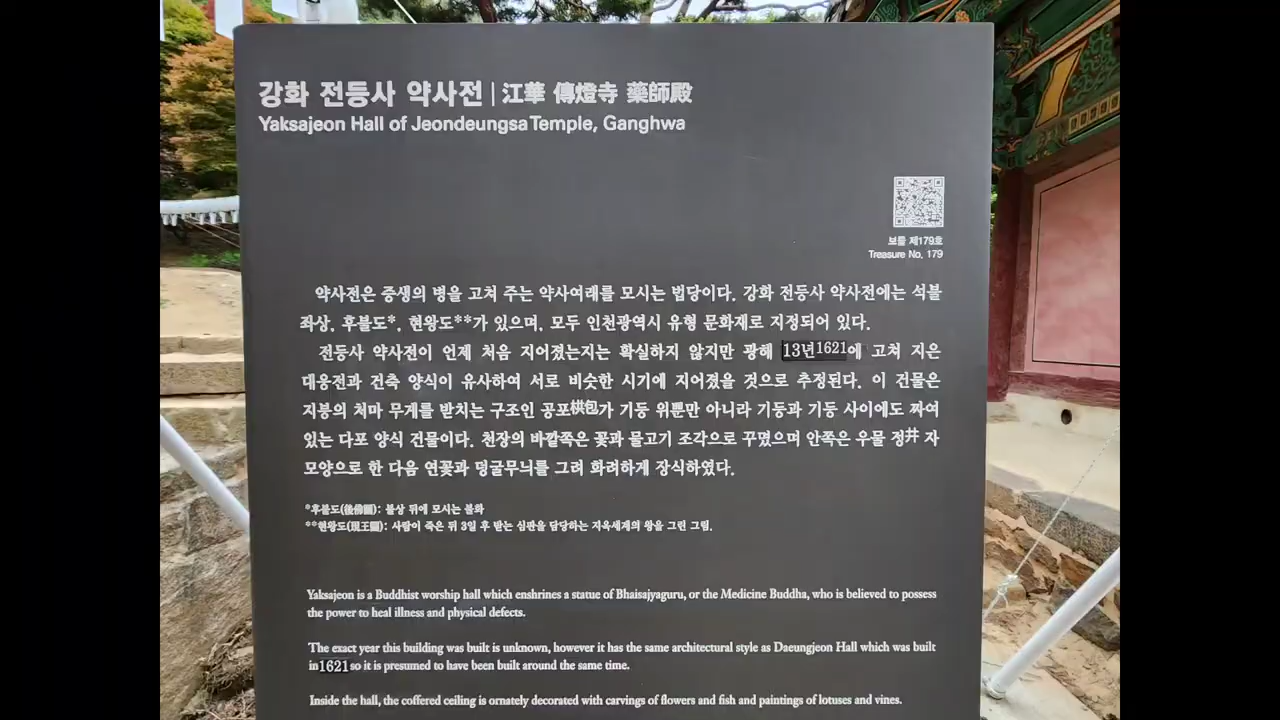 강화 전등사 약사전 | 江華 傳燈寺 藥師殿
Yaksajeon Hall of Jeondeungsa Temple, Ganghwa
보물 제179호
Treasure No. 179
약사전은 중생의 병을 고쳐 주는 약사여래를 모시는 법당이다. 강화 전등사 약사전에는 석불
좌상, 후불도*, 현왕도**가 있으며, 모두 인천광역시 유형 문화재로 지정되어 있다.
전등사 약사전이 언제 처음 지어졌는지는 확실하지 않지만 광해 13년1621에 고쳐 지은
대웅전과 건축 양식이 유사하여 서로 비슷한 시기에 지어졌을 것으로 추정된다. 이 건물은
지붕의 처마 무게를 받치는 구조인 공포栱包가 기둥 위뿐만 아니라 기둥과 기둥 사이에도 짜여
있는 다포 양식 건물이다. 천장의 바깥쪽은 꽃과 물고기 조각으로 꾸몄으며 안쪽은 우물 정井 자
모양으로 한 다음 연꽃과 덩굴무늬를 그려 화려하게 장식하였다.
*후불도(後佛圖): 불상 뒤에 모시는 불화
**현왕도(現王圖): 사람이 죽은 뒤 3일 후 받는 심판을 담당하는 지옥세계의 왕을 그린 그림.
Yaksajeon is a Buddhist worship hall which enshrines a statue of Bhaisajyaguru, or the Medicine Buddha, who is believed to possess
the power to heal illness and physical defects.
The exact year this building was built is unknown, however it has the same architectural style as Daeungjeon Hall which was built
in 1621 so it is presumed to have been built around the same time.
Inside the hall, the coffered ceiling is ornately decorated with carvings of flowers and fish and paintings of lotuses and vines.